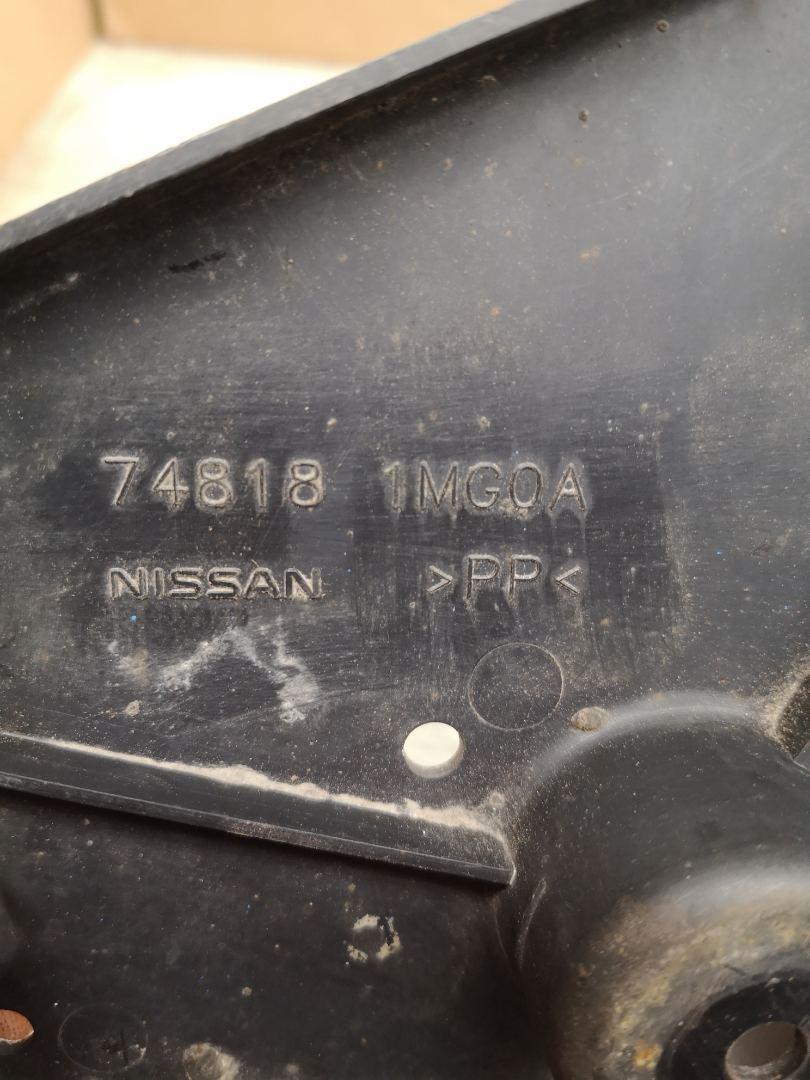 74818 1MG0A
NISSAN >PP<